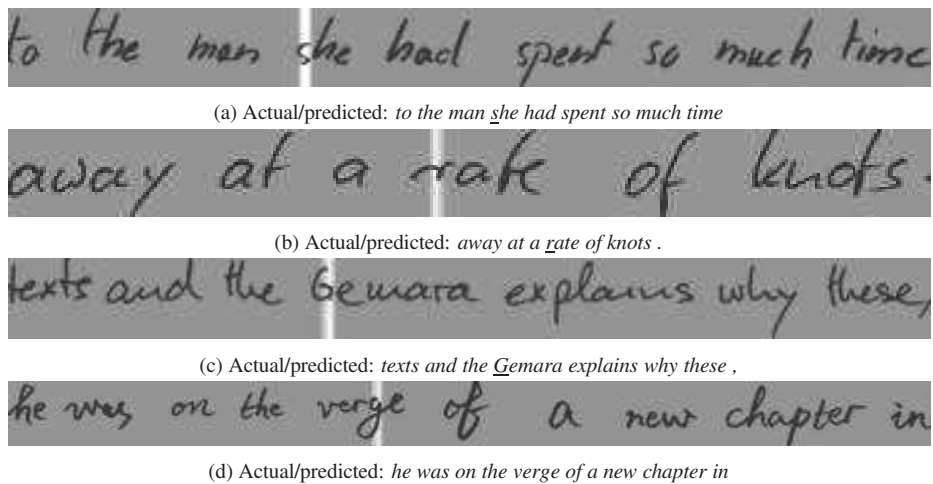 to the man she had spent so much time
(a) Actual/predicted: to the man she had spent so much time
away at a rate of knots.
(b) Actual/predicted: away at a rate of knots .
texts and the Gemara explains why these,
(c) Actual/predicted: texts and the Gemara explains why these ,
he was on the verge of a new chapter in
(d) Actual/predicted: he was on the verge of a new chapter in